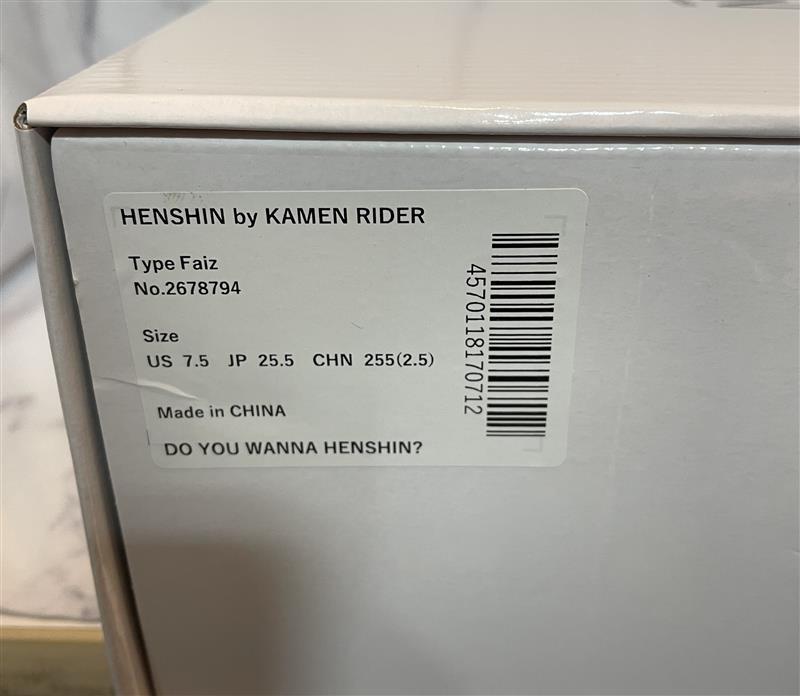 HENSHIN by KAMEN RIDER
Type Faiz
No.2678794
Size
US 7.5 JP 25.5 CHN 255(2.5)
Made in CHINA
DO YOU WANNA HENSHIN?
4570118170712